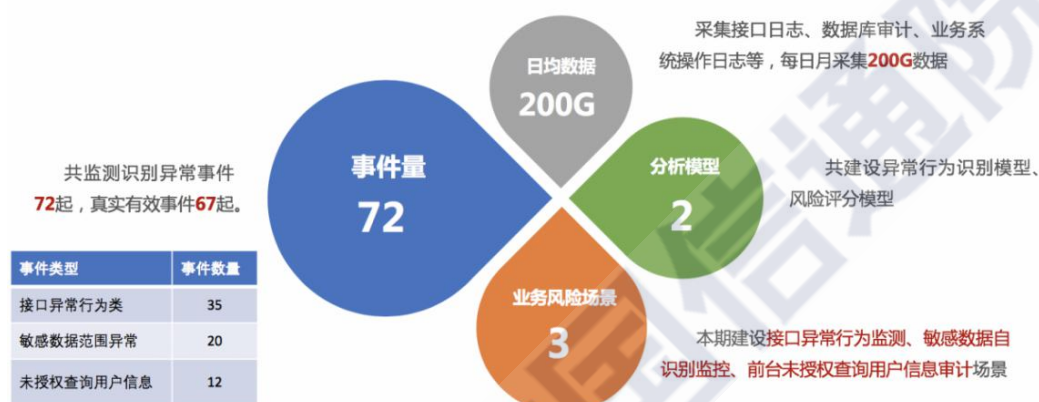 日均数据
200G
采集接口日志、数据库审计、业务系
统操作日志等，每日月采集200G数据
事件量
72
共监测识别异常事件
72起，真实有效事件67起。
分析模型
2
共建设异常行为识别模型、
风险评分模型
事件类型 事件数量
接口异常行为类 35
敏感数据范围异常 20
未授权查询用户信息 12
业务风险场景
3
本期建设接口异常行为监测、敏感数据自
识别监控、前台未授权查询用户信息审计场景
国信通院